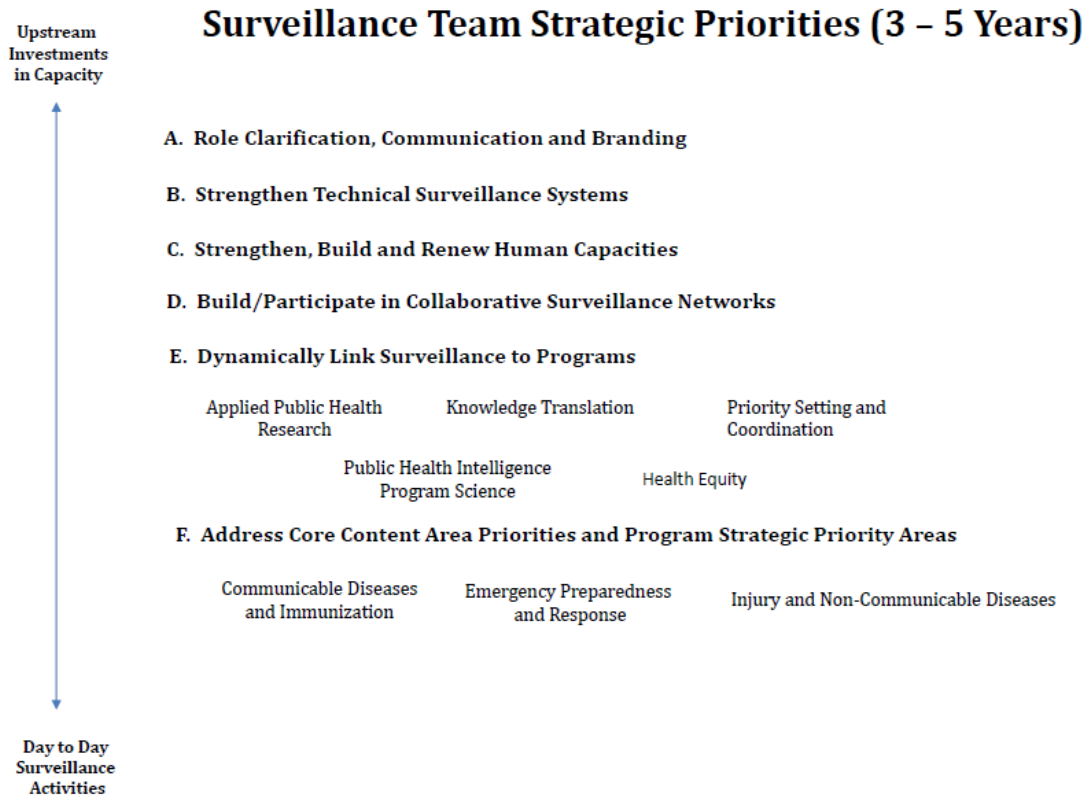 Surveillance Team Strategic Priorities (3 – 5 Years)
Upstream
Investments
in Capacity
A. Role Clarification, Communication and Branding
B. Strengthen Technical Surveillance Systems
C. Strengthen, Build and Renew Human Capacities
D. Build/Participate in Collaborative Surveillance Networks
E. Dynamically Link Surveillance to Programs
Applied Public Health
Research
Knowledge Translation
Priority Setting and
Coordination
Public Health Intelligence
Program Science
Health Equity
F. Address Core Content Area Priorities and Program Strategic Priority Areas
Communicable Diseases
and Immunization
Emergency Preparedness
and Response
Injury and Non-Communicable Diseases
Day to Day
Surveillance
Activities